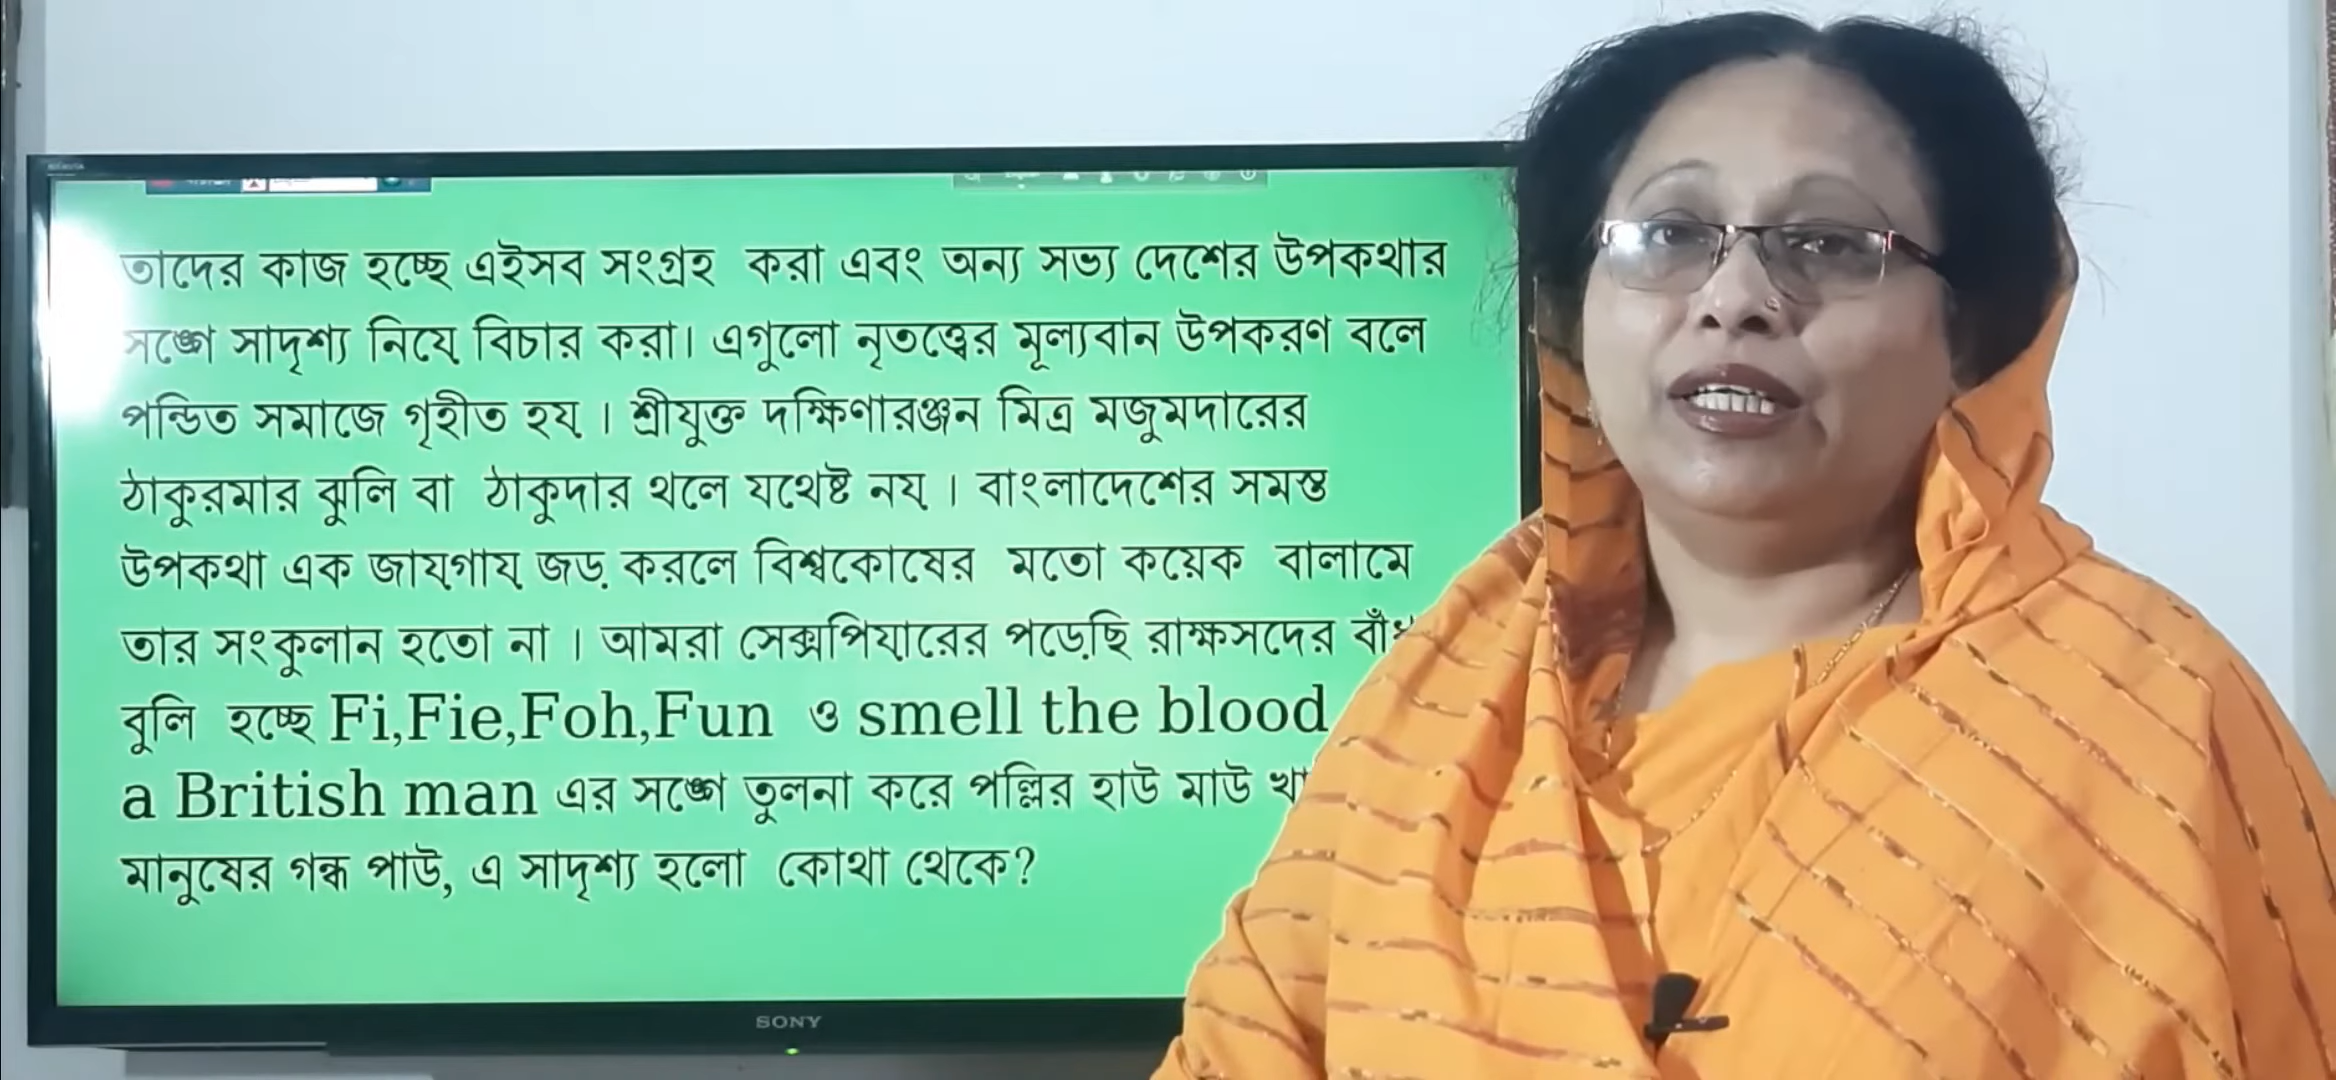 তাদের কাজ হচ্ছে এইসব সংগ্রহ করা এবং অন্য সভ্য দেশের উপকথার
সঙ্গে সাদৃশ্য নিয়ে বিচার করা। এগুলো নৃতত্ত্বের মূল্যবান উপকরণ বলে
পন্ডিত সমাজে গৃহীত হয়। শ্রীযুক্ত দক্ষিণারঞ্জন মিত্র মজুমদারের
ঠাকুরমার ঝুলি বা ঠাকুদার থলে যথেষ্ট নয়। বাংলাদেশের সমস্ত
উপকথা এক জায়গায় জড় করলে বিশ্বকোষের মতো কয়েক বালামে
তার সংকুলান হতো না। আমরা সেক্সপিয়ারের পড়েছি রাক্ষসদের
বুলি হচ্ছে Fi,Fie,Foh,Fun ও smell the blood
a British man এর সঙ্গে তুলনা করে পল্লির হাউ মাউ
মানুষের গন্ধ পাউ, এ সাদৃশ্য হলো কোথা থেকে?
SONY